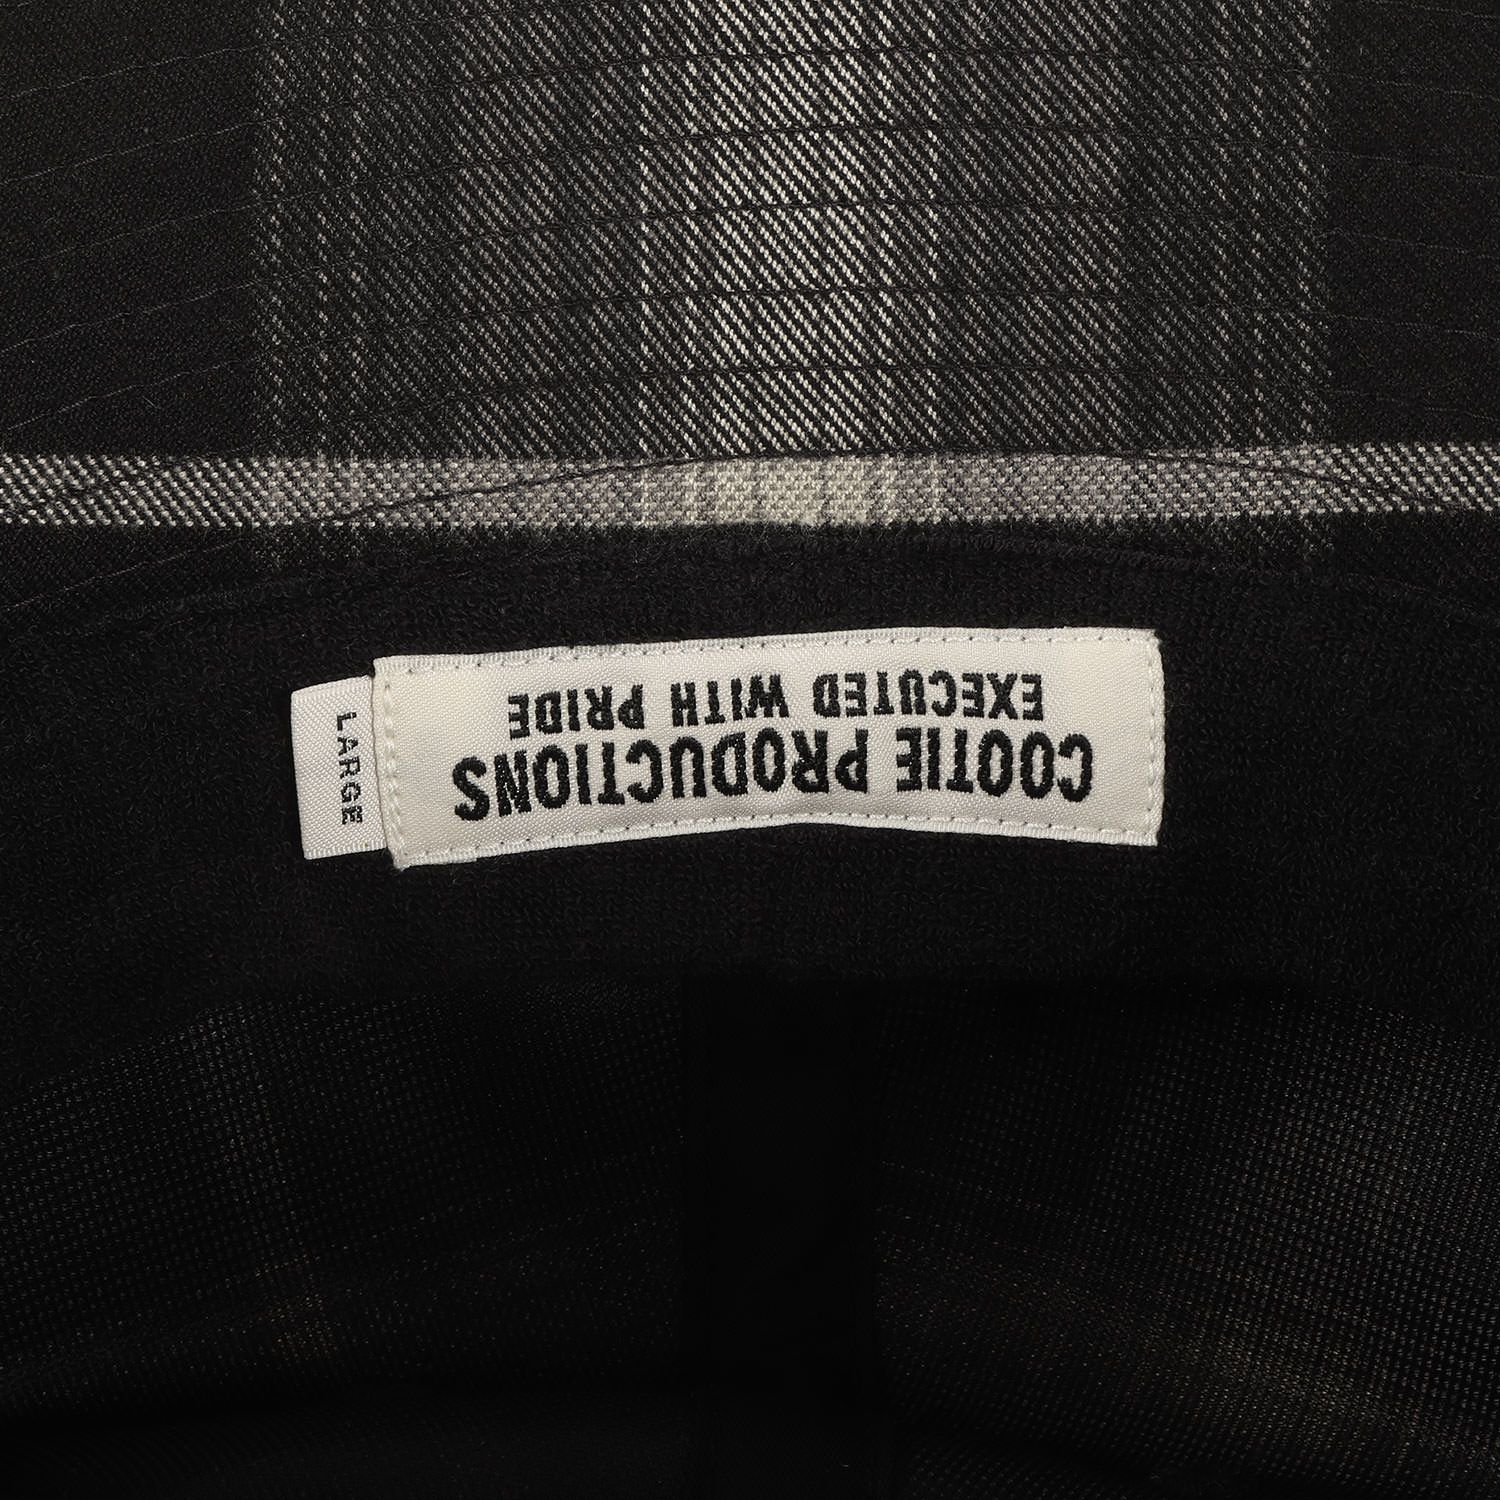 COOTIE PRODUCTIONS
EXECUTED WITH PRIDE
LARGE